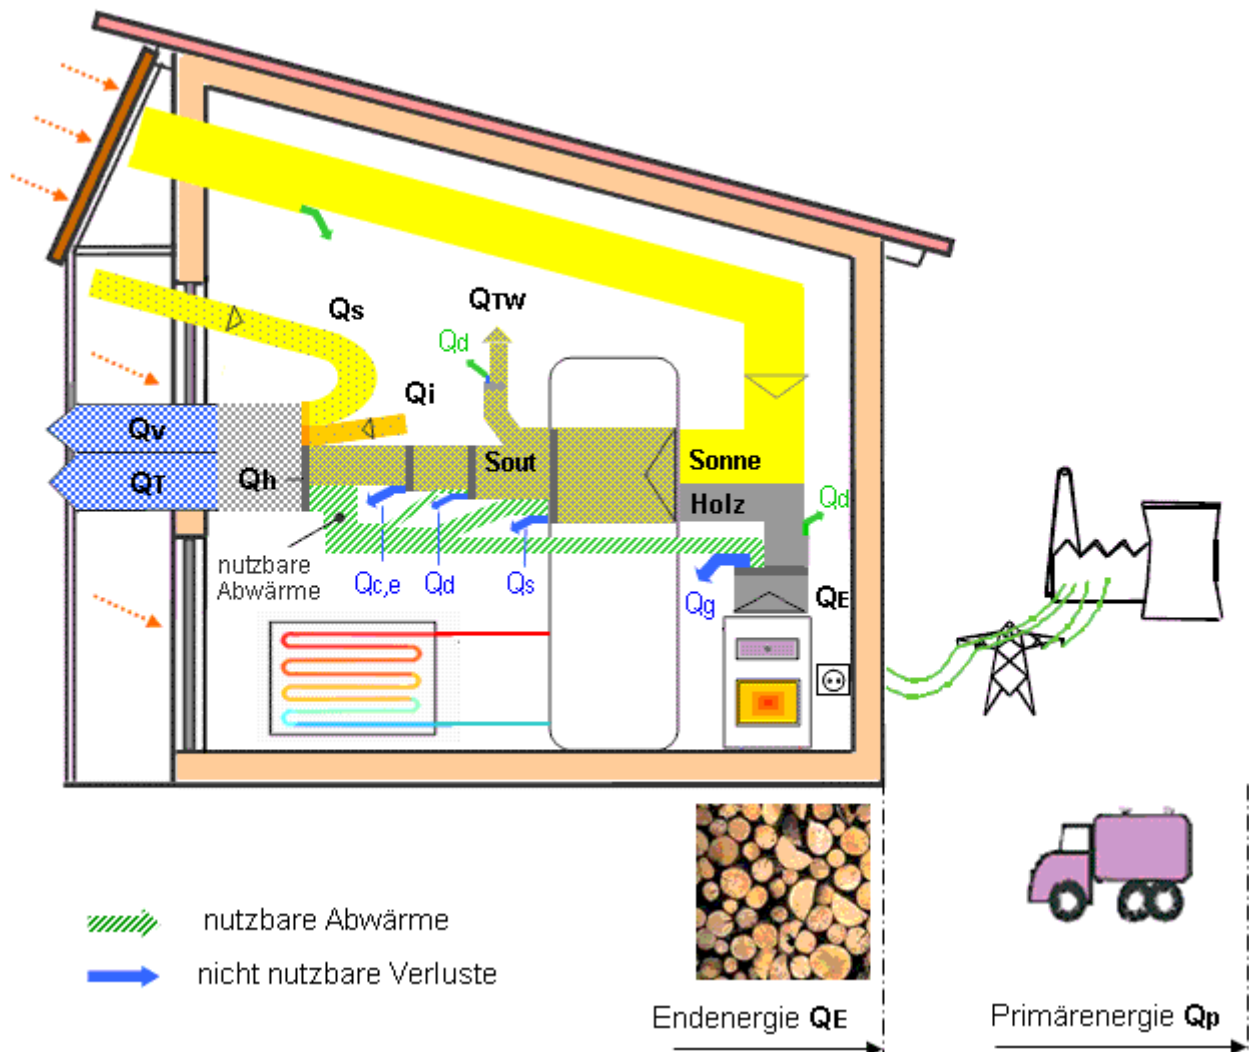 Qs
QTW
Qd
Qi
Qv
QT
Qh
Sout
Sonne
Holz
Qd
nutzbare
Abwärme
Qc,e
Qd
Qs
Qg
QE
nutzbare Abwärme
nicht nutzbare Verluste
Endenergie QE
Primärenergie Qp